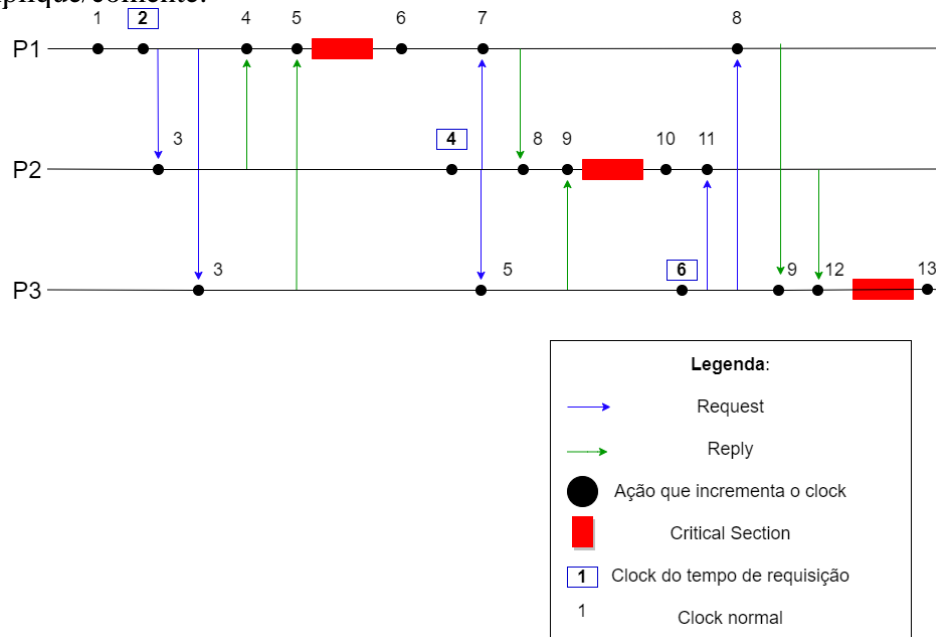 1 2 4 5 6 7 8
P1
3 4 8 9 10 11
P2
3 5 6 9 12 13
P3
Legenda:
Request
Reply
Ação que incrementa o clock
Critical Section
1 Clock do tempo de requisição
1 Clock normal